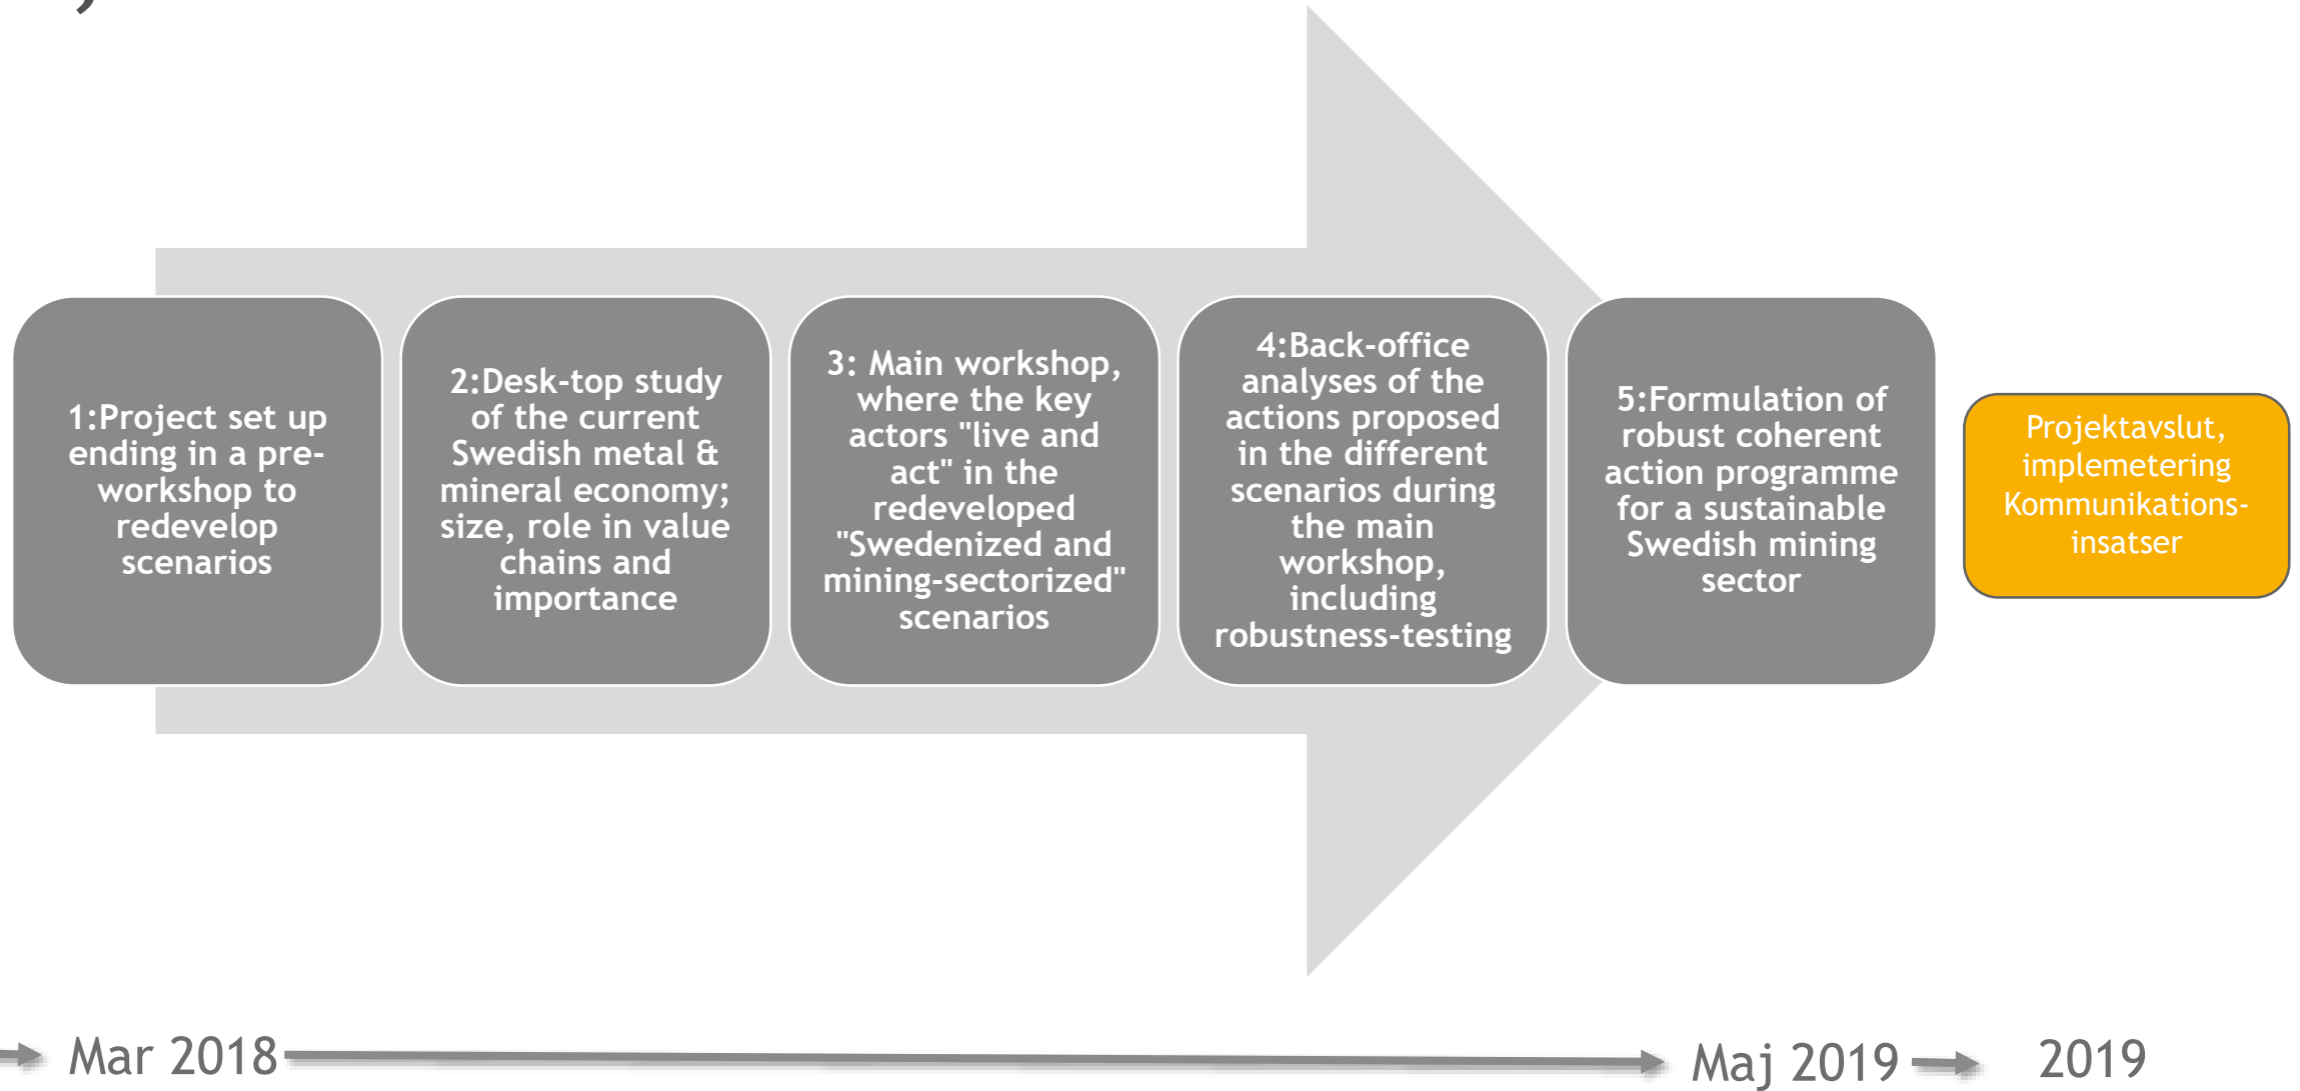 1:Project set up
ending in a pre-
workshop to
redevelop
scenarios
2:Desk-top study
of the current
Swedish metal &
mineral economy;
size, role in value
chains and
importance
3: Main workshop,
where the key
actors "live and
act" in the
redeveloped
"Swedenized and
mining-sectorized"
scenarios
4:Back-office
analyses of the
actions proposed
in the different
scenarios during
the main
workshop,
including
robustness-testing
5:Formulation of
robust coherent
action programme
for a sustainable
Swedish mining
sector
Projektavslut,
implemetering
Kommunikations-
insatser
Mar 2018
Maj 2019
2019